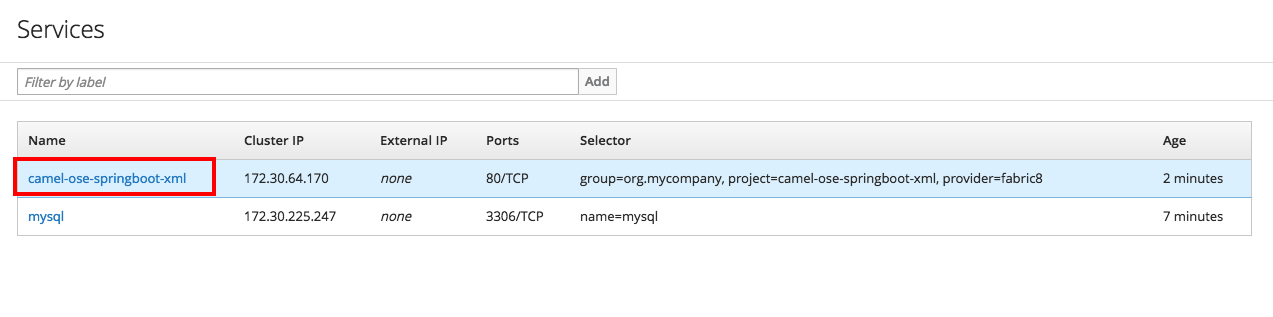 Services
Filter by label Add
Name Cluster IP External IP Ports Selector Age
camel-ose-springboot-xml 172.30.64.170 none 80/TCP group=org.mycompany, project=camel-ose-springboot-xml, provider=fabric8 2 minutes
mysql 172.30.225.247 none 3306/TCP name=mysql 7 minutes